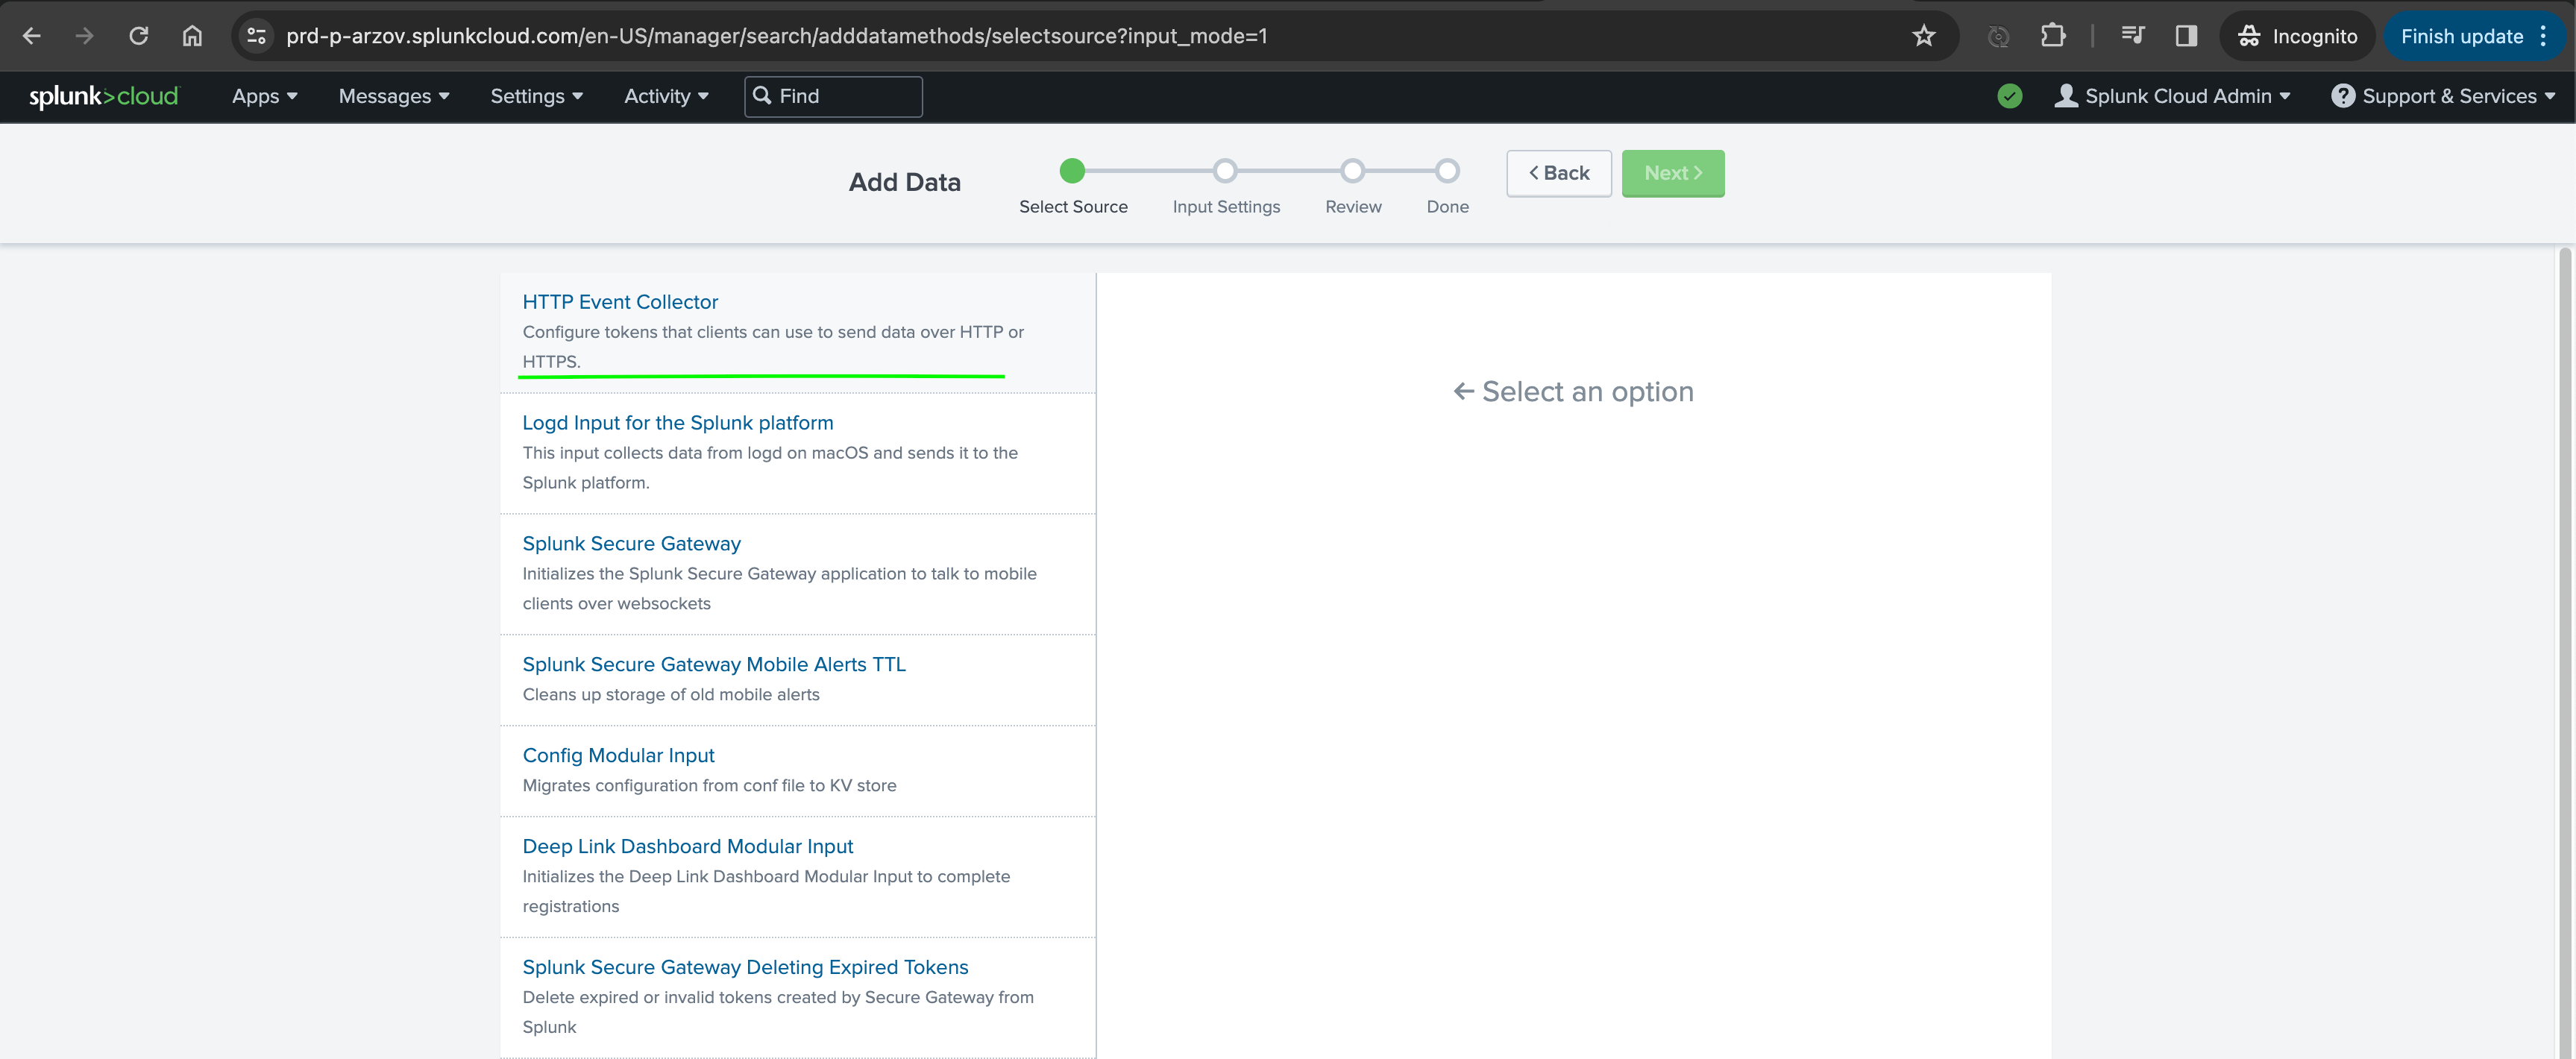 prd-p-arzov.splunkcloud.com/en-US/manager/search/adddatamethods/selectsource?input_mode=1
Incognito
Finish update
splunk>cloud
Apps
Messages
Settings
Activity
Find
Splunk Cloud Admin
Support & Services
Add Data
Select Source
Input Settings
Review
Done
< Back
Next >
HTTP Event Collector
Configure tokens that clients can use to send data over HTTP or
HTTPS.
Logd Input for the Splunk platform
This input collects data from logd on macOS and sends it to the
Splunk platform.
Splunk Secure Gateway
Initializes the Splunk Secure Gateway application to talk to mobile
clients over websockets
Splunk Secure Gateway Mobile Alerts TTL
Cleans up storage of old mobile alerts
Config Modular Input
Migrates configuration from conf file to KV store
Deep Link Dashboard Modular Input
Initializes the Deep Link Dashboard Modular Input to complete
registrations
Splunk Secure Gateway Deleting Expired Tokens
Delete expired or invalid tokens created by Secure Gateway from
Splunk
← Select an option